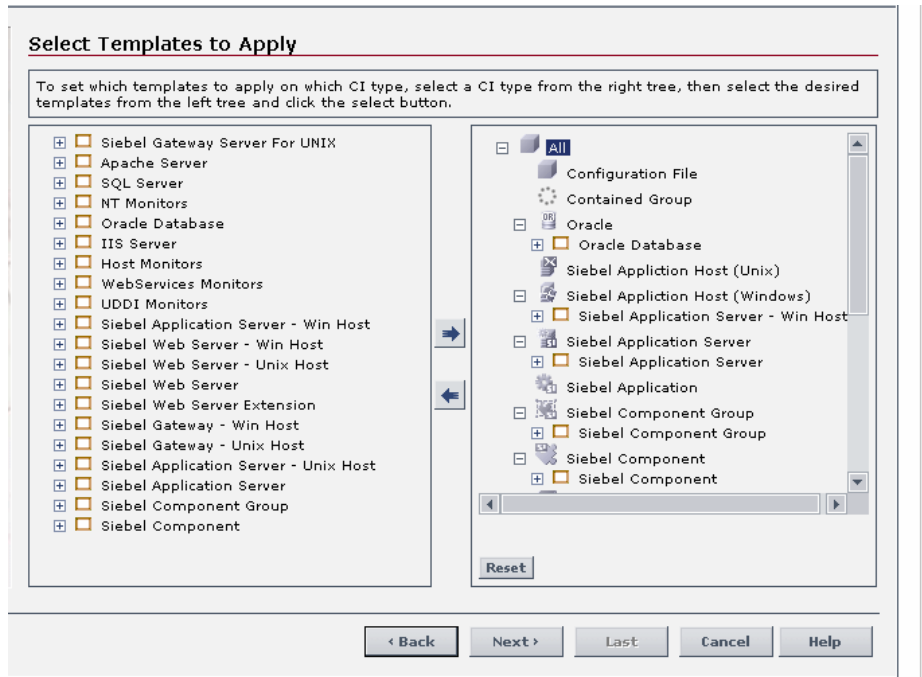 Select Templates to Apply
To set which templates to apply on which CI type, select a CI type from the right tree, then select the desired
templates from the left tree and click the select button.
Siebel Gateway Server For UNIX
Apache Server
SQL Server
NT Monitors
Oracle Database
IIS Server
Host Monitors
WebServices Monitors
UDDI Monitors
Siebel Application Server - Win Host
Siebel Web Server - Win Host
Siebel Web Server - Unix Host
Siebel Web Server
Siebel Web Server Extension
Siebel Gateway - Win Host
Siebel Gateway - Unix Host
Siebel Application Server - Unix Host
Siebel Application Server
Siebel Component Group
Siebel Component
All
Configuration File
Contained Group
Oracle
Oracle Database
Siebel Appliction Host (Unix)
Siebel Appliction Host (Windows)
Siebel Application Server - Win Host
Siebel Application Server
Siebel Application Server
Siebel Application
Siebel Component Group
Siebel Component Group
Siebel Component
Siebel Component
Reset
‹ Back
Next ›
Last
Cancel
Help